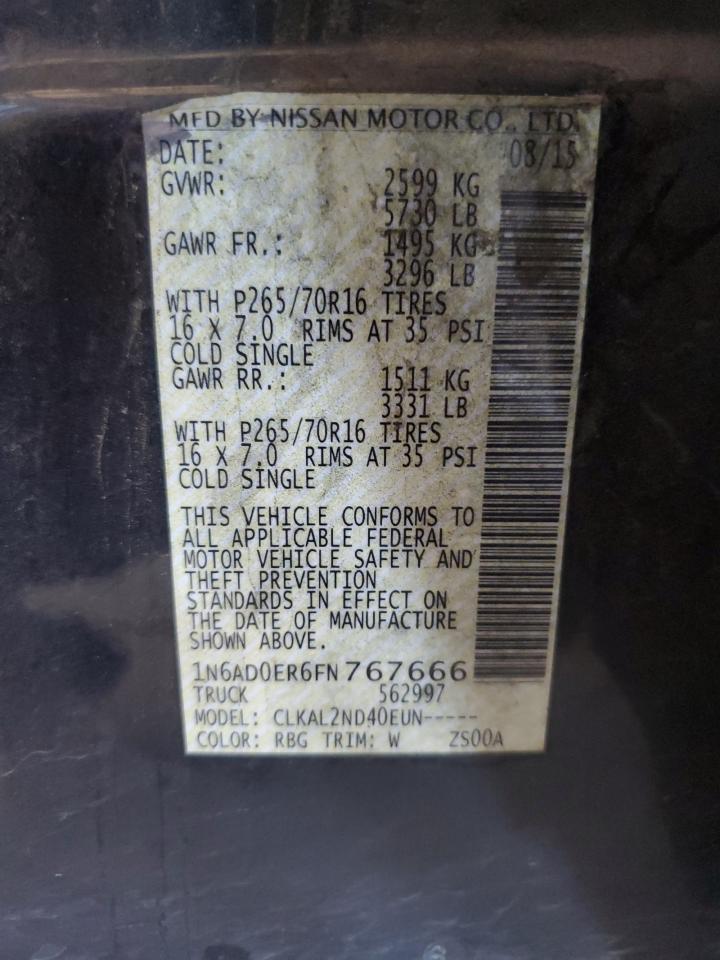 MFD BY NISSAN MOTOR CO., LTD.
DATE: 08/15
GVWR: 2599 KG
5730 LB
GAWR FR.: 1495 KG
3296 LB
WITH P265/70R16 TIRES
16 X 7.0 RIMS AT 35 PSI
COLD SINGLE
GAWR RR.: 1511 KG
3331 LB
WITH P265/70R16 TIRES
16 X 7.0 RIMS AT 35 PSI
COLD SINGLE
THIS VEHICLE CONFORMS TO
ALL APPLICABLE FEDERAL
MOTOR VEHICLE SAFETY AND
THEFT PREVENTION
STANDARDS IN EFFECT ON
THE DATE OF MANUFACTURE
SHOWN ABOVE.
1N6AD0ER6FN767666
TRUCK 562997
MODEL: CLKAL2ND40EUN-----
COLOR: RBG TRIM: W ZS00A